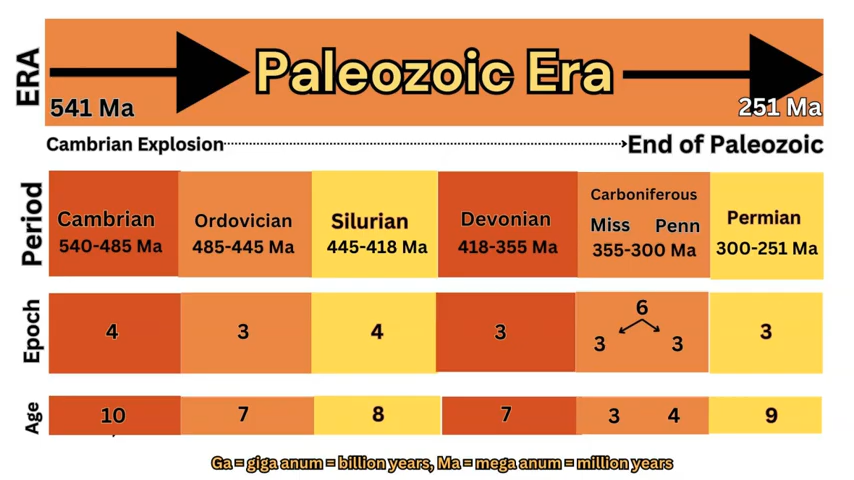 ERA
Paleozoic Era
541 Ma
251 Ma
Cambrian Explosion
End of Paleozoic
Period
Cambrian
540-485 Ma
Ordovician
485-445 Ma
Silurian
445-418 Ma
Devonian
418-355 Ma
Carboniferous
Miss Penn
355-300 Ma
Permian
300-251 Ma
Epoch
4
3
4
3
6
3 3
3
Age
10
7
8
7
3 4
9
Ga = giga anum = billion years, Ma = mega anum = million years